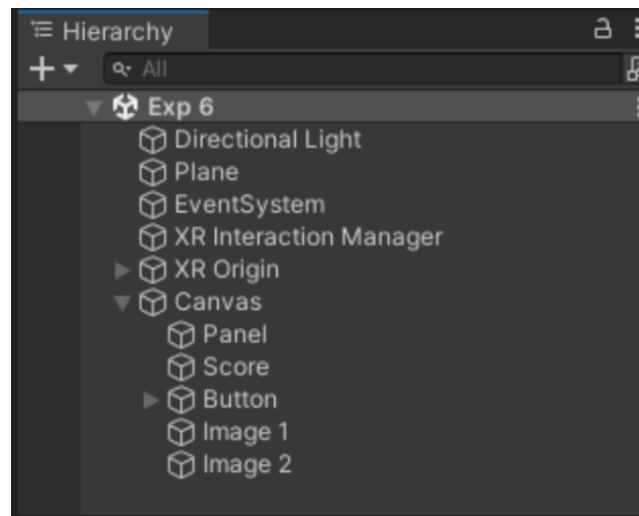 Hierarchy
All
Exp 6
Directional Light
Plane
EventSystem
XR Interaction Manager
XR Origin
Canvas
Panel
Score
Button
Image 1
Image 2